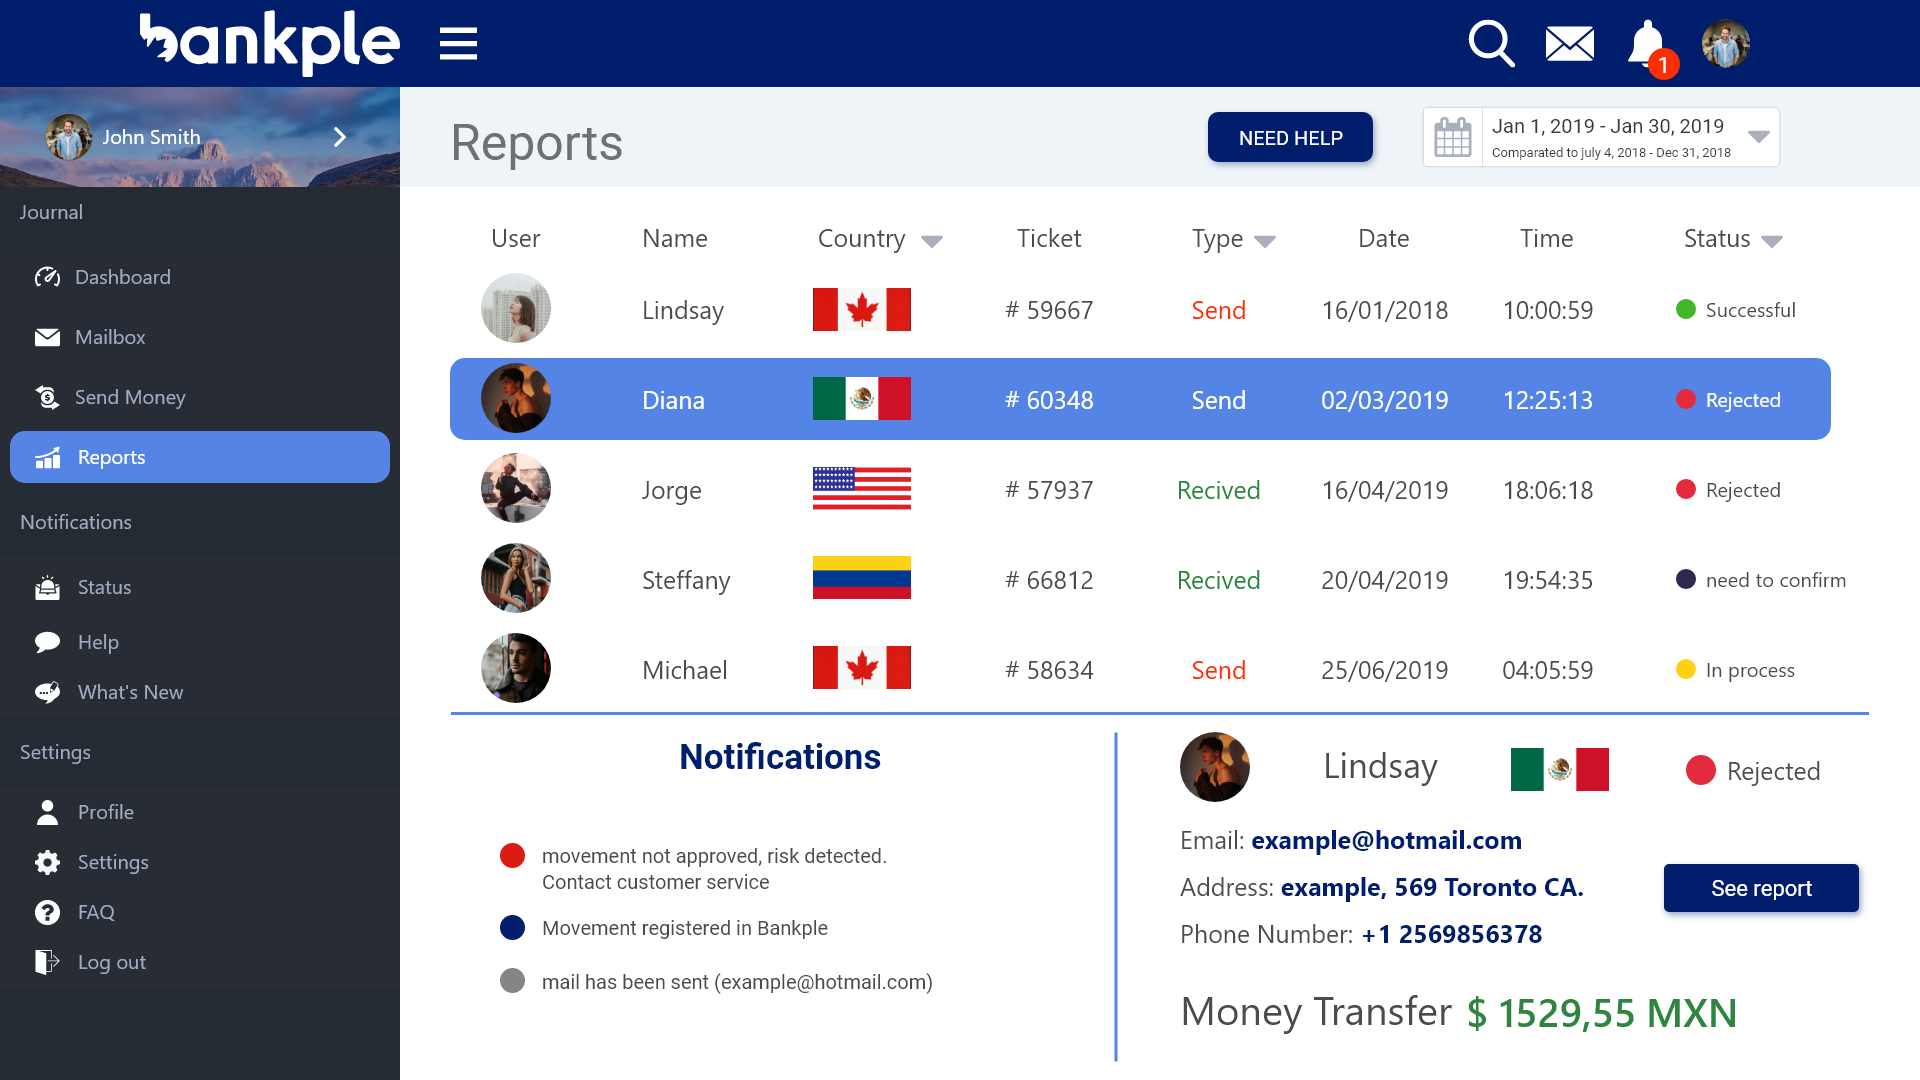 bankple
1
John Smith
Journal
Dashboard
Mailbox
Send Money
Reports
Notifications
Status
Help
What's New
Settings
Profile
Settings
FAQ
Log out
Reports
NEED HELP
Jan 1, 2019 - Jan 30, 2019
Comparated to july 4, 2018 - Dec 31, 2018
User Name Country Ticket Type Date Time Status
Lindsay # 59667 Send 16/01/2018 10:00:59 Successful
Diana # 60348 Send 02/03/2019 12:25:13 Rejected
Jorge # 57937 Recived 16/04/2019 18:06:18 Rejected
Steffany # 66812 Recived 20/04/2019 19:54:35 need to confirm
Michael # 58634 Send 25/06/2019 04:05:59 In process
Notifications
movement not approved, risk detected.
Contact customer service
Movement registered in Bankple
mail has been sent (example@hotmail.com)
Lindsay Rejected
Email: example@hotmail.com
Address: example, 569 Toronto CA.
See report
Phone Number: +1 2569856378
Money Transfer $ 1529,55 MXN